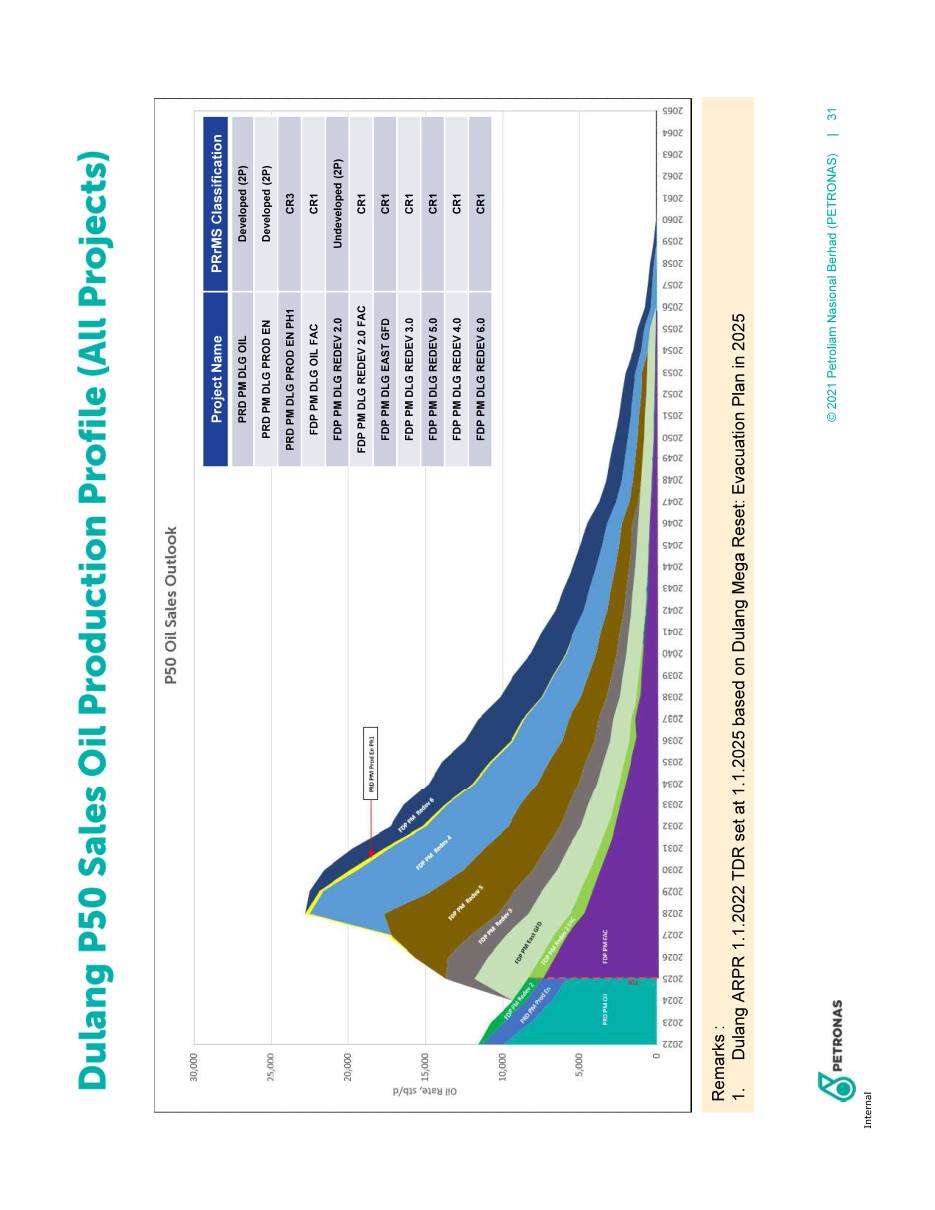 Dulang P50 Sales Oil Production Profile (All Projects)
P50 Oil Sales Outlook
Oil Rate, stb/d
30,000
25,000
20,000
15,000
10,000
5,000
0
Project Name PRrMS Classification
PRD PM DLG OIL Developed (2P)
PRD PM DLG PROD EN Developed (2P)
PRD PM DLG PROD EN PH1 CR3
FDP PM DLG OIL FAC CR1
FDP PM DLG REDEV 2.0 Undeveloped (2P)
FDP PM DLG REDEV 2.0 FAC CR1
FDP PM DLG EAST GFD CR1
FDP PM DLG REDEV 3.0 CR1
FDP PM DLG REDEV 5.0 CR1
FDP PM DLG REDEV 4.0 CR1
FDP PM DLG REDEV 6.0 CR1
PRD PM Prod En PH1
FDP PM Redev 6
FDP PM Redev 4
FDP PM Redev 5
FDP PM Redev 3
FDP PM East GFD
FDP PM Redev 2 FAC
FDP PM Redev 2
PRD PM Prod En
PRD PM Oil
FDP PM FAC
TDR
2022 2023 2024 2025 2026 2027 2028 2029 2030 2031 2032 2033 2034 2035 2036 2037 2038 2039 2040 2041 2042 2043 2044 2045 2046 2047 2048 2049 2050 2051 2052 2053 2054 2055 2056 2057 2058 2059 2060 2061 2062 2063 2064 2065
Remarks :
1. Dulang ARPR 1.1.2022 TDR set at 1.1.2025 based on Dulang Mega Reset: Evacuation Plan in 2025
PETRONAS
© 2021 Petroliam Nasional Berhad (PETRONAS) | 31
Internal